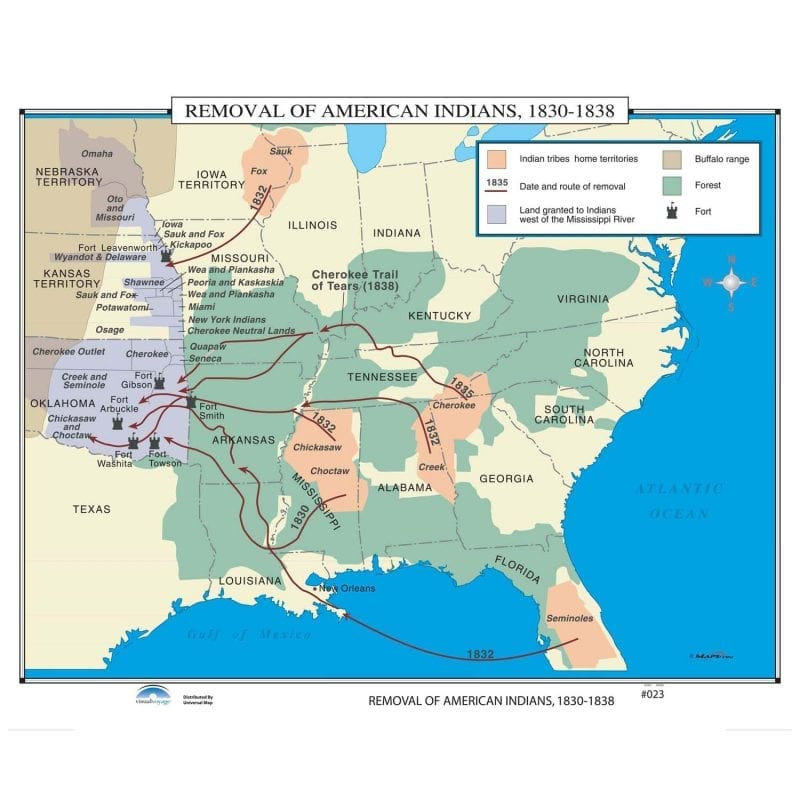 REMOVAL OF AMERICAN INDIANS, 1830-1838
Indian tribes home territories
1835
Date and route of removal
Land granted to Indians
west of the Mississippi River
Buffalo range
Forest
Fort
N
W
E
S
Omaha
NEBRASKA
TERRITORY
Oto
and
Missouri
IOWA
TERRITORY
Sauk
Fox
1832
Iowa
Sauk and Fox
Kickapoo
Fort Leavenworth
Wyandot & Delaware
KANSAS
TERRITORY
Shawnee
Sauk and Fox
Potawatomi
Osage
MISSOURI
Wea and Piankasha
Peoria and Kaskaskia
Wea and Piankasha
Miami
New York Indians
Cherokee Neutral Lands
Quapaw
Seneca
ILLINOIS
INDIANA
Cherokee Trail
of Tears (1838)
KENTUCKY
VIRGINIA
NORTH
CAROLINA
TENNESSEE
SOUTH
CAROLINA
1835
Cherokee
Cherokee Outlet
Cherokee
Creek and
Seminole
Fort
Gibson
OKLAHOMA
Fort
Arbuckle
Fort
Smith
Chickasaw
and
Choctaw
Fort
Washita
Fort
Towson
ARKANSAS
1832
Chickasaw
Choctaw
1832
Creek
MISSISSIPPI
1830
ALABAMA
GEORGIA
TEXAS
LOUISIANA
New Orleans
FLORIDA
Seminoles
1832
Gulf of Mexico
ATLANTIC
OCEAN
© MAPS.com
visualvoyage
Distributed By
Universal Map
REMOVAL OF AMERICAN INDIANS, 1830-1838
#023